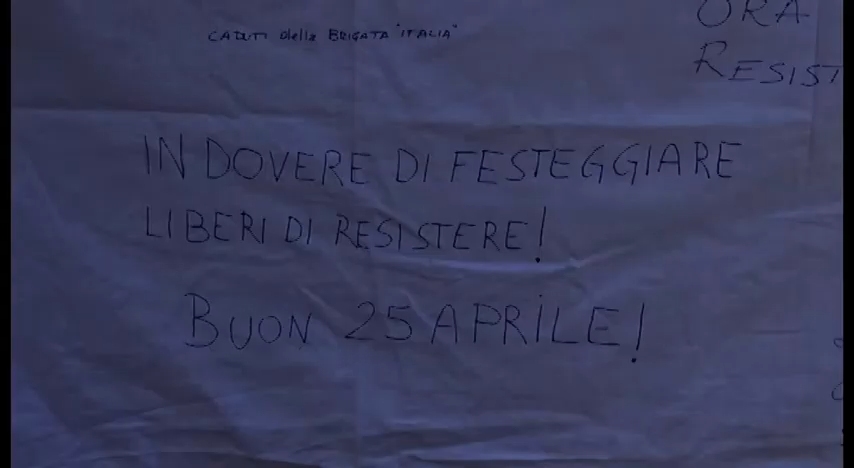 CADUTI della BRIGATA "ITALIA"
ORA
RESIST
IN DOVERE DI FESTEGGIARE
LIBERI DI RESISTERE!
BUON 25 APRILE!